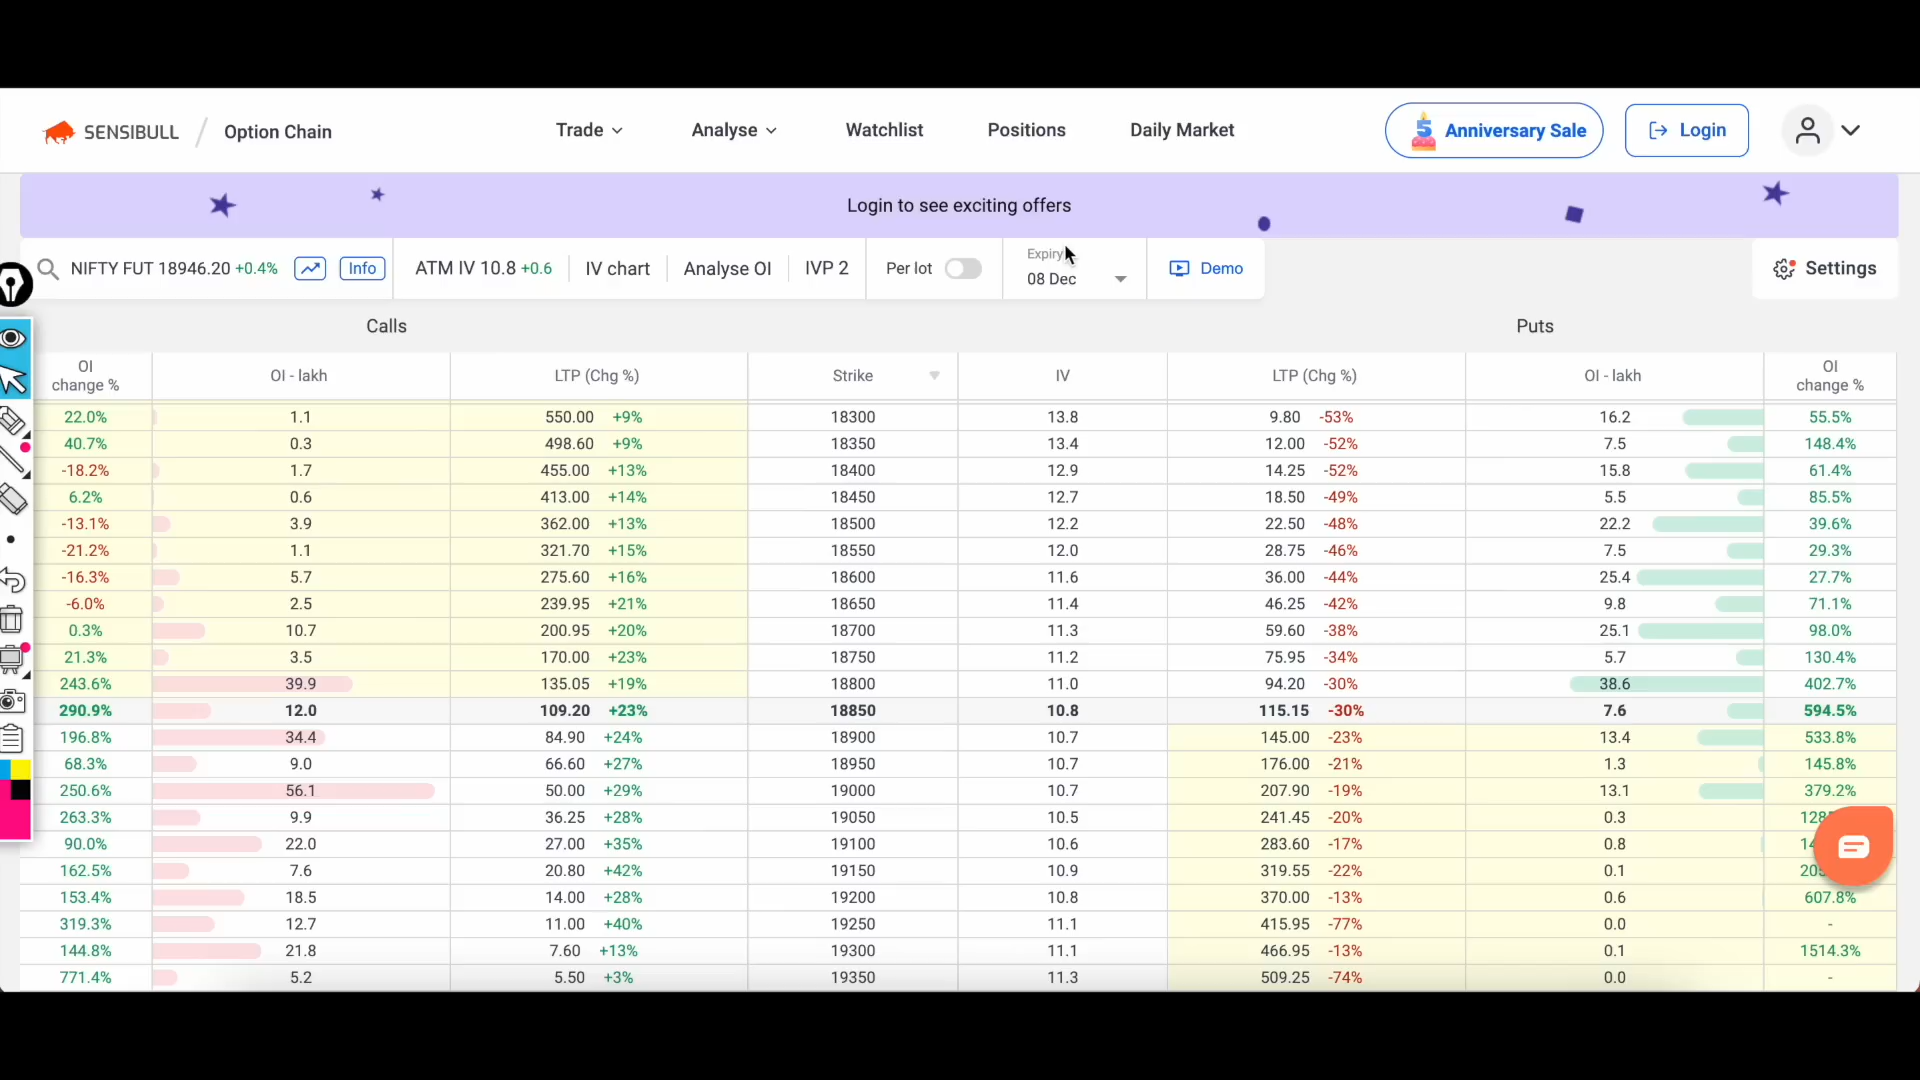 SENSIBULL / Option Chain Trade Analyse Watchlist Positions Daily Market 5 Anniversary Sale Login
Login to see exciting offers
NIFTY FUT 18946.20 +0.4% Info ATM IV 10.8 +0.6 IV chart Analyse OI IVP 2 Per lot Expiry 08 Dec Demo Settings
Calls Puts
OI change % OI - lakh LTP (Chg %) Strike IV LTP (Chg %) OI - lakh OI change %
22.0% 1.1 550.00 +9% 18300 13.8 9.80 -53% 16.2 55.5%
40.7% 0.3 498.60 +9% 18350 13.4 12.00 -52% 7.5 148.4%
-18.2% 1.7 455.00 +13% 18400 12.9 14.25 -52% 15.8 61.4%
6.2% 0.6 413.00 +14% 18450 12.7 18.50 -49% 5.5 85.5%
-13.1% 3.9 362.00 +13% 18500 12.2 22.50 -48% 22.2 39.6%
-21.2% 1.1 321.70 +15% 18550 12.0 28.75 -46% 7.5 29.3%
-16.3% 5.7 275.60 +16% 18600 11.6 36.00 -44% 25.4 27.7%
-6.0% 2.5 239.95 +21% 18650 11.4 46.25 -42% 9.8 71.1%
0.3% 10.7 200.95 +20% 18700 11.3 59.60 -38% 25.1 98.0%
21.3% 3.5 170.00 +23% 18750 11.2 75.95 -34% 5.7 130.4%
243.6% 39.9 135.05 +19% 18800 11.0 94.20 -30% 38.6 402.7%
290.9% 12.0 109.20 +23% 18850 10.8 115.15 -30% 7.6 594.5%
196.8% 34.4 84.90 +24% 18900 10.7 145.00 -23% 13.4 533.8%
68.3% 9.0 66.60 +27% 18950 10.7 176.00 -21% 1.3 145.8%
250.6% 56.1 50.00 +29% 19000 10.7 207.90 -19% 13.1 379.2%
263.3% 9.9 36.25 +28% 19050 10.5 241.45 -20% 0.3
90.0% 22.0 27.00 +35% 19100 10.6 283.60 -17% 0.8
162.5% 7.6 20.80 +42% 19150 10.9 319.55 -22% 0.1
153.4% 18.5 14.00 +28% 19200 10.8 370.00 -13% 0.6 607.8%
319.3% 12.7 11.00 +40% 19250 11.1 415.95 -77% 0.0 -
144.8% 21.8 7.60 +13% 19300 11.1 466.95 -13% 0.1 1514.3%
771.4% 5.2 5.50 +3% 19350 11.3 509.25 -74% 0.0 -